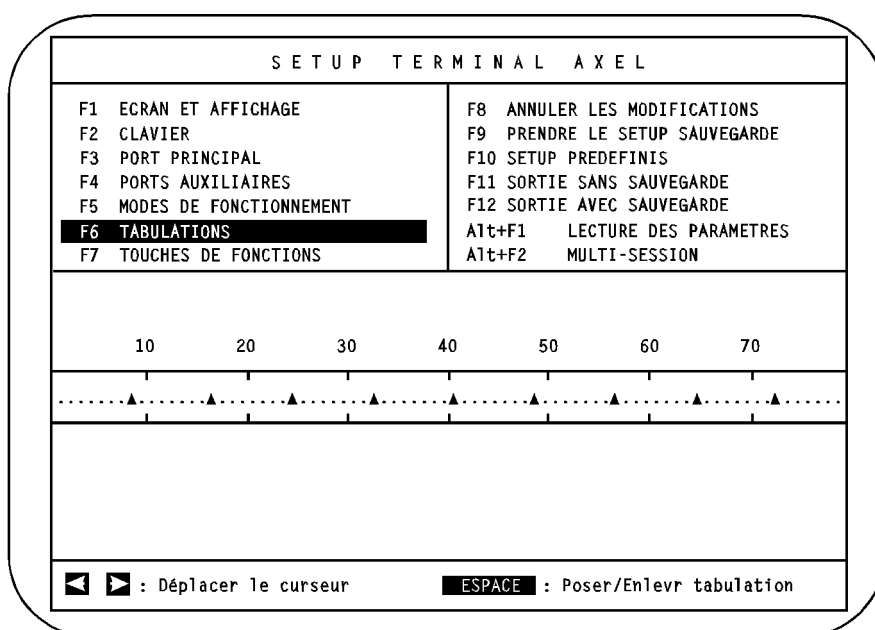 SETUP TERMINAL AXEL
F1 ECRAN ET AFFICHAGE
F2 CLAVIER
F3 PORT PRINCIPAL
F4 PORTS AUXILIAIRES
F5 MODES DE FONCTIONNEMENT
F6 TABULATIONS
F7 TOUCHES DE FONCTIONS
F8 ANNULER LES MODIFICATIONS
F9 PRENDRE LE SETUP SAUVEGARDE
F10 SETUP PREDEFINIS
F11 SORTIE SANS SAUVEGARDE
F12 SORTIE AVEC SAUVEGARDE
Alt+F1 LECTURE DES PARAMETRES
Alt+F2 MULTI-SESSION
10 20 30 40 50 60 70
: Déplacer le curseur
ESPACE : Poser/Enlevr tabulation